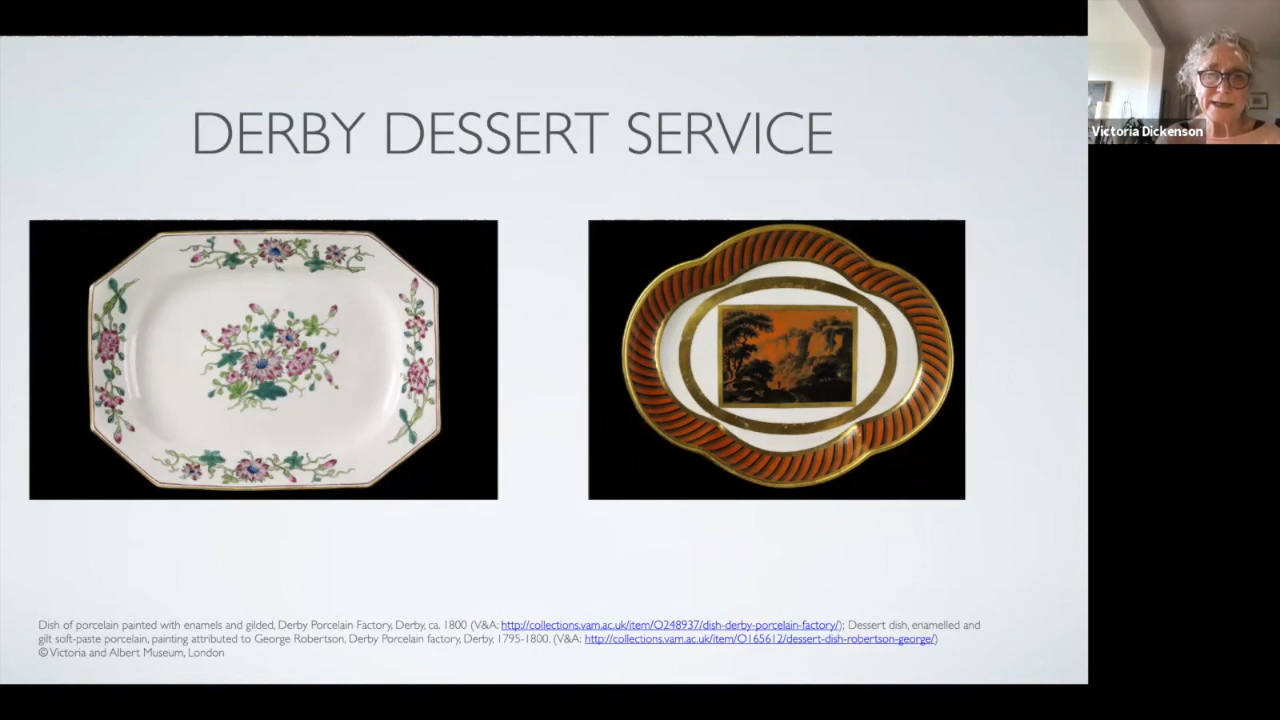 DERBY DESSERT SERVICE
Victoria Dickenson
Dish of porcelain painted with enamels and gilded, Derby Porcelain Factory, Derby, ca. 1800 (V&A: http://collections.vam.ac.uk/item/O248937/dish-derby-porcelain-factory/); Dessert dish, enamelled and
gilt soft-paste porcelain, painting attributed to George Robertson, Derby Porcelain factory, Derby, 1795-1800. (V&A: http://collections.vam.ac.uk/item/O165612/dessert-dish-robertson-george/)
© Victoria and Albert Museum, London